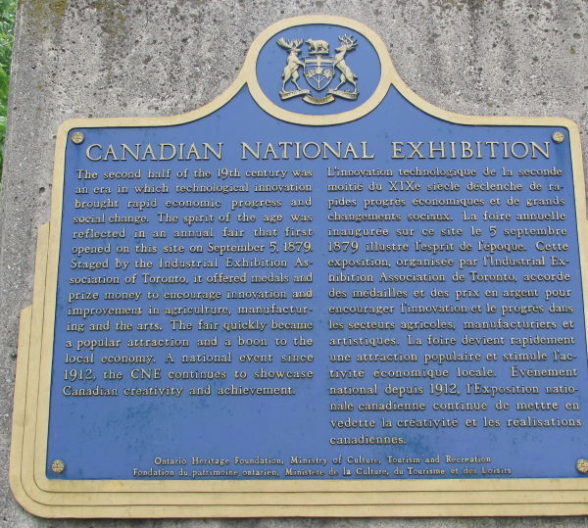 CANADIAN NATIONAL EXHIBITION
The second half of the 19th century was
an era in which technological innovation
brought rapid economic progress and
social change. The spirit of the age was
reflected in an annual fair that first
opened on this site on September 5, 1879.
Staged by the Industrial Exhibition As-
sociation of Toronto, it offered medals and
prize money to encourage innovation and
improvement in agriculture, manufactur-
ing and the arts. The fair quickly became
a popular attraction and a boon to the
local economy. A national event since
1912, the CNE continues to showcase
Canadian creativity and achievement.
L'innovation technologique de la seconde
moitié du XIXe siècle déclenche de ra-
pides progrès économiques et de grands
changements sociaux. La foire annuelle
inaugurée sur ce site le 5 septembre
1879 illustre l'esprit de l'époque. Cette
exposition, organisée par l'Industrial Ex-
hibition Association de Toronto, accorde
des médailles et des prix en argent pour
encourager l'innovation et le progrès dans
les secteurs agricoles, manufacturiers et
artistiques. La foire devient rapidement
une attraction populaire et stimule l'ac-
tivité économique locale. Événement
national depuis 1912, l'Exposition natio-
nale canadienne continue de mettre en
vedette la créativité et les réalisations
canadiennes.
Ontario Heritage Foundation, Ministry of Culture, Tourism and Recreation
Fondation du patrimoine ontarien, Ministère de la Culture, du Tourisme et des Loisirs